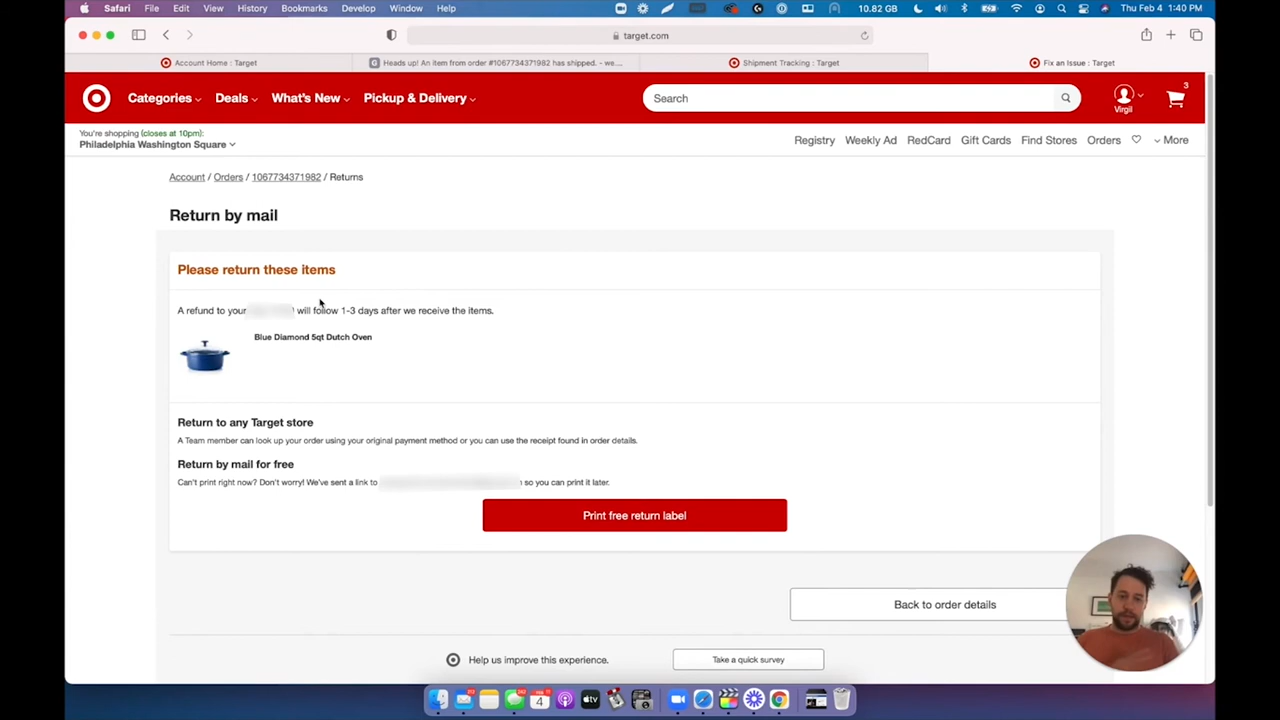 Safari File Edit View History Bookmarks Develop Window Help 10.82 GB Thu Feb 4 1:40 PM
target.com
Account Home : Target Heads up! An item from order #1067734371982 has shipped. - we.... Shipment Tracking : Target Fix an Issue : Target
Categories Deals What's New Pickup & Delivery Search Virgil 3
You're shopping (closes at 10pm):
Philadelphia Washington Square
Registry Weekly Ad RedCard Gift Cards Find Stores Orders More
Account / Orders / 1067734371982 / Returns
Return by mail
Please return these items
A refund to your will follow 1-3 days after we receive the items.
Blue Diamond 5qt Dutch Oven
Return to any Target store
A Team member can look up your order using your original payment method or you can use the receipt found in order details.
Return by mail for free
Can't print right now? Don't worry! We've sent a link to so you can print it later.
Print free return label
Back to order details
Help us improve this experience. Take a quick survey